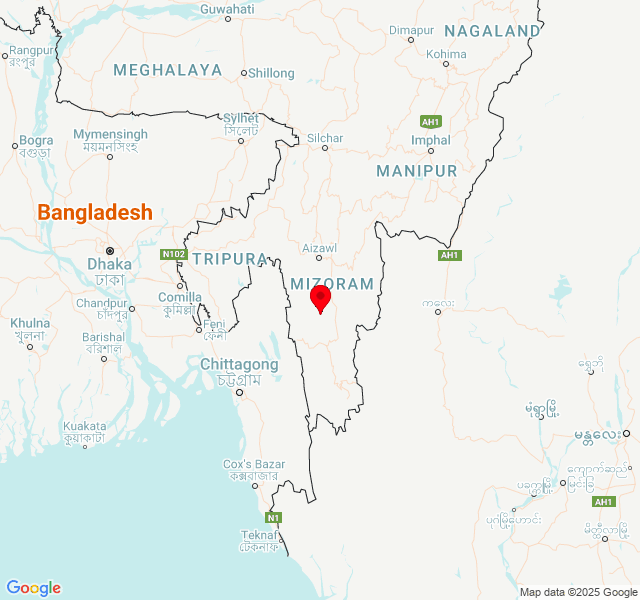 Guwahati
NAGALAND
Dimapur
Kohima
Rangpur
রংপুর
MEGHALAYA
Shillong
Sylhet
সিলেট
AH1
Mymensingh
ময়মনসিংহ
Silchar
Imphal
Bogra
বগুড়া
MANIPUR
Bangladesh
Dhaka
ঢাকা
N102
TRIPURA
Aizawl
AH1
MIZORAM
Comilla
কুমিল্লা
Chandpur
চাঁদপুর
ကလေး
Khulna
খুলনা
Feni
ফেনী
Barishal
বরিশাল
Chittagong
চট্টগ্রাম
ရွှေဘို
Kuakata
কুয়াকাটা
မုံရွာမြို့
မန္တလေး
Cox's Bazar
কক্সবাজার
ကျောက်ဆည်
မြင်းခြံ
ပခုက္ကူမြို့
AH1
N1
ပုဂံမြို့ဟောင်း
Teknaf
টেকনাফ
မိတ္ထီလာမြို့
Google
Map data ©2025 Google